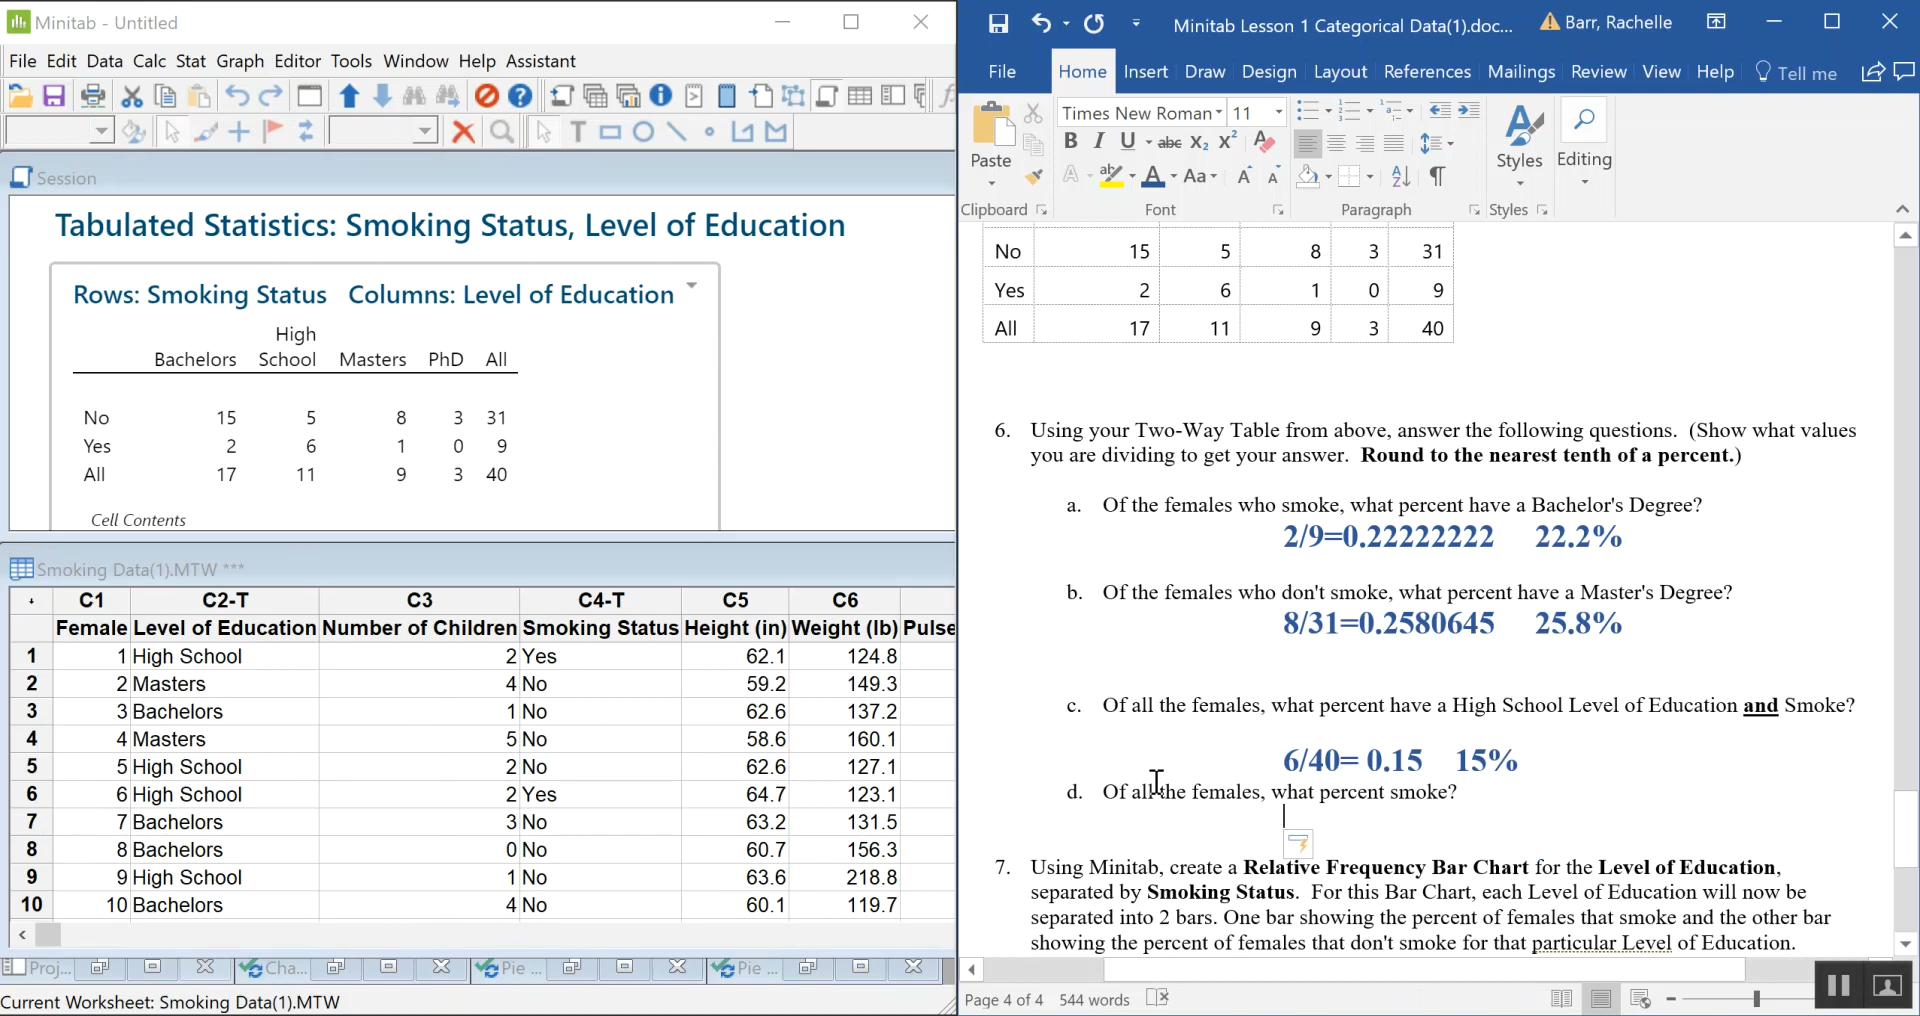 Minitab - Untitled
File Edit Data Calc Stat Graph Editor Tools Window Help Assistant
Session
Tabulated Statistics: Smoking Status, Level of Education
Rows: Smoking Status Columns: Level of Education
High
Bachelors School Masters PhD All
No 15 5 8 3 31
Yes 2 6 1 0 9
All 17 11 9 3 40
Cell Contents
Smoking Data(1).MTW ***
C1 C2-T C3 C4-T C5 C6
Female Level of Education Number of Children Smoking Status Height (in) Weight (lb) Pulse
1 1 High School 2 Yes 62.1 124.8
2 2 Masters 4 No 59.2 149.3
3 3 Bachelors 1 No 62.6 137.2
4 4 Masters 5 No 58.6 160.1
5 5 High School 2 No 62.6 127.1
6 6 High School 2 Yes 64.7 123.1
7 7 Bachelors 3 No 63.2 131.5
8 8 Bachelors 0 No 60.7 156.3
9 9 High School 1 No 63.6 218.8
10 10 Bachelors 4 No 60.1 119.7
Proj... Cha... Pie ... Pie ...
Current Worksheet: Smoking Data(1).MTW
Minitab Lesson 1 Categorical Data(1).doc... Barr, Rachelle
File Home Insert Draw Design Layout References Mailings Review View Help Tell me
Times New Roman 11
B I U abc X₂ X²
Paste Styles Editing
A ab A Aa A A
Clipboard Font Paragraph Styles
No 15 5 8 3 31
Yes 2 6 1 0 9
All 17 11 9 3 40
6. Using your Two-Way Table from above, answer the following questions. (Show what values
you are dividing to get your answer. Round to the nearest tenth of a percent.)
a. Of the females who smoke, what percent have a Bachelor's Degree?
2/9=0.22222222 22.2%
b. Of the females who don't smoke, what percent have a Master's Degree?
8/31=0.2580645 25.8%
c. Of all the females, what percent have a High School Level of Education and Smoke?
6/40= 0.15 15%
d. Of all the females, what percent smoke?
7. Using Minitab, create a Relative Frequency Bar Chart for the Level of Education,
separated by Smoking Status. For this Bar Chart, each Level of Education will now be
separated into 2 bars. One bar showing the percent of females that smoke and the other bar
showing the percent of females that don't smoke for that particular Level of Education.
Page 4 of 4 544 words